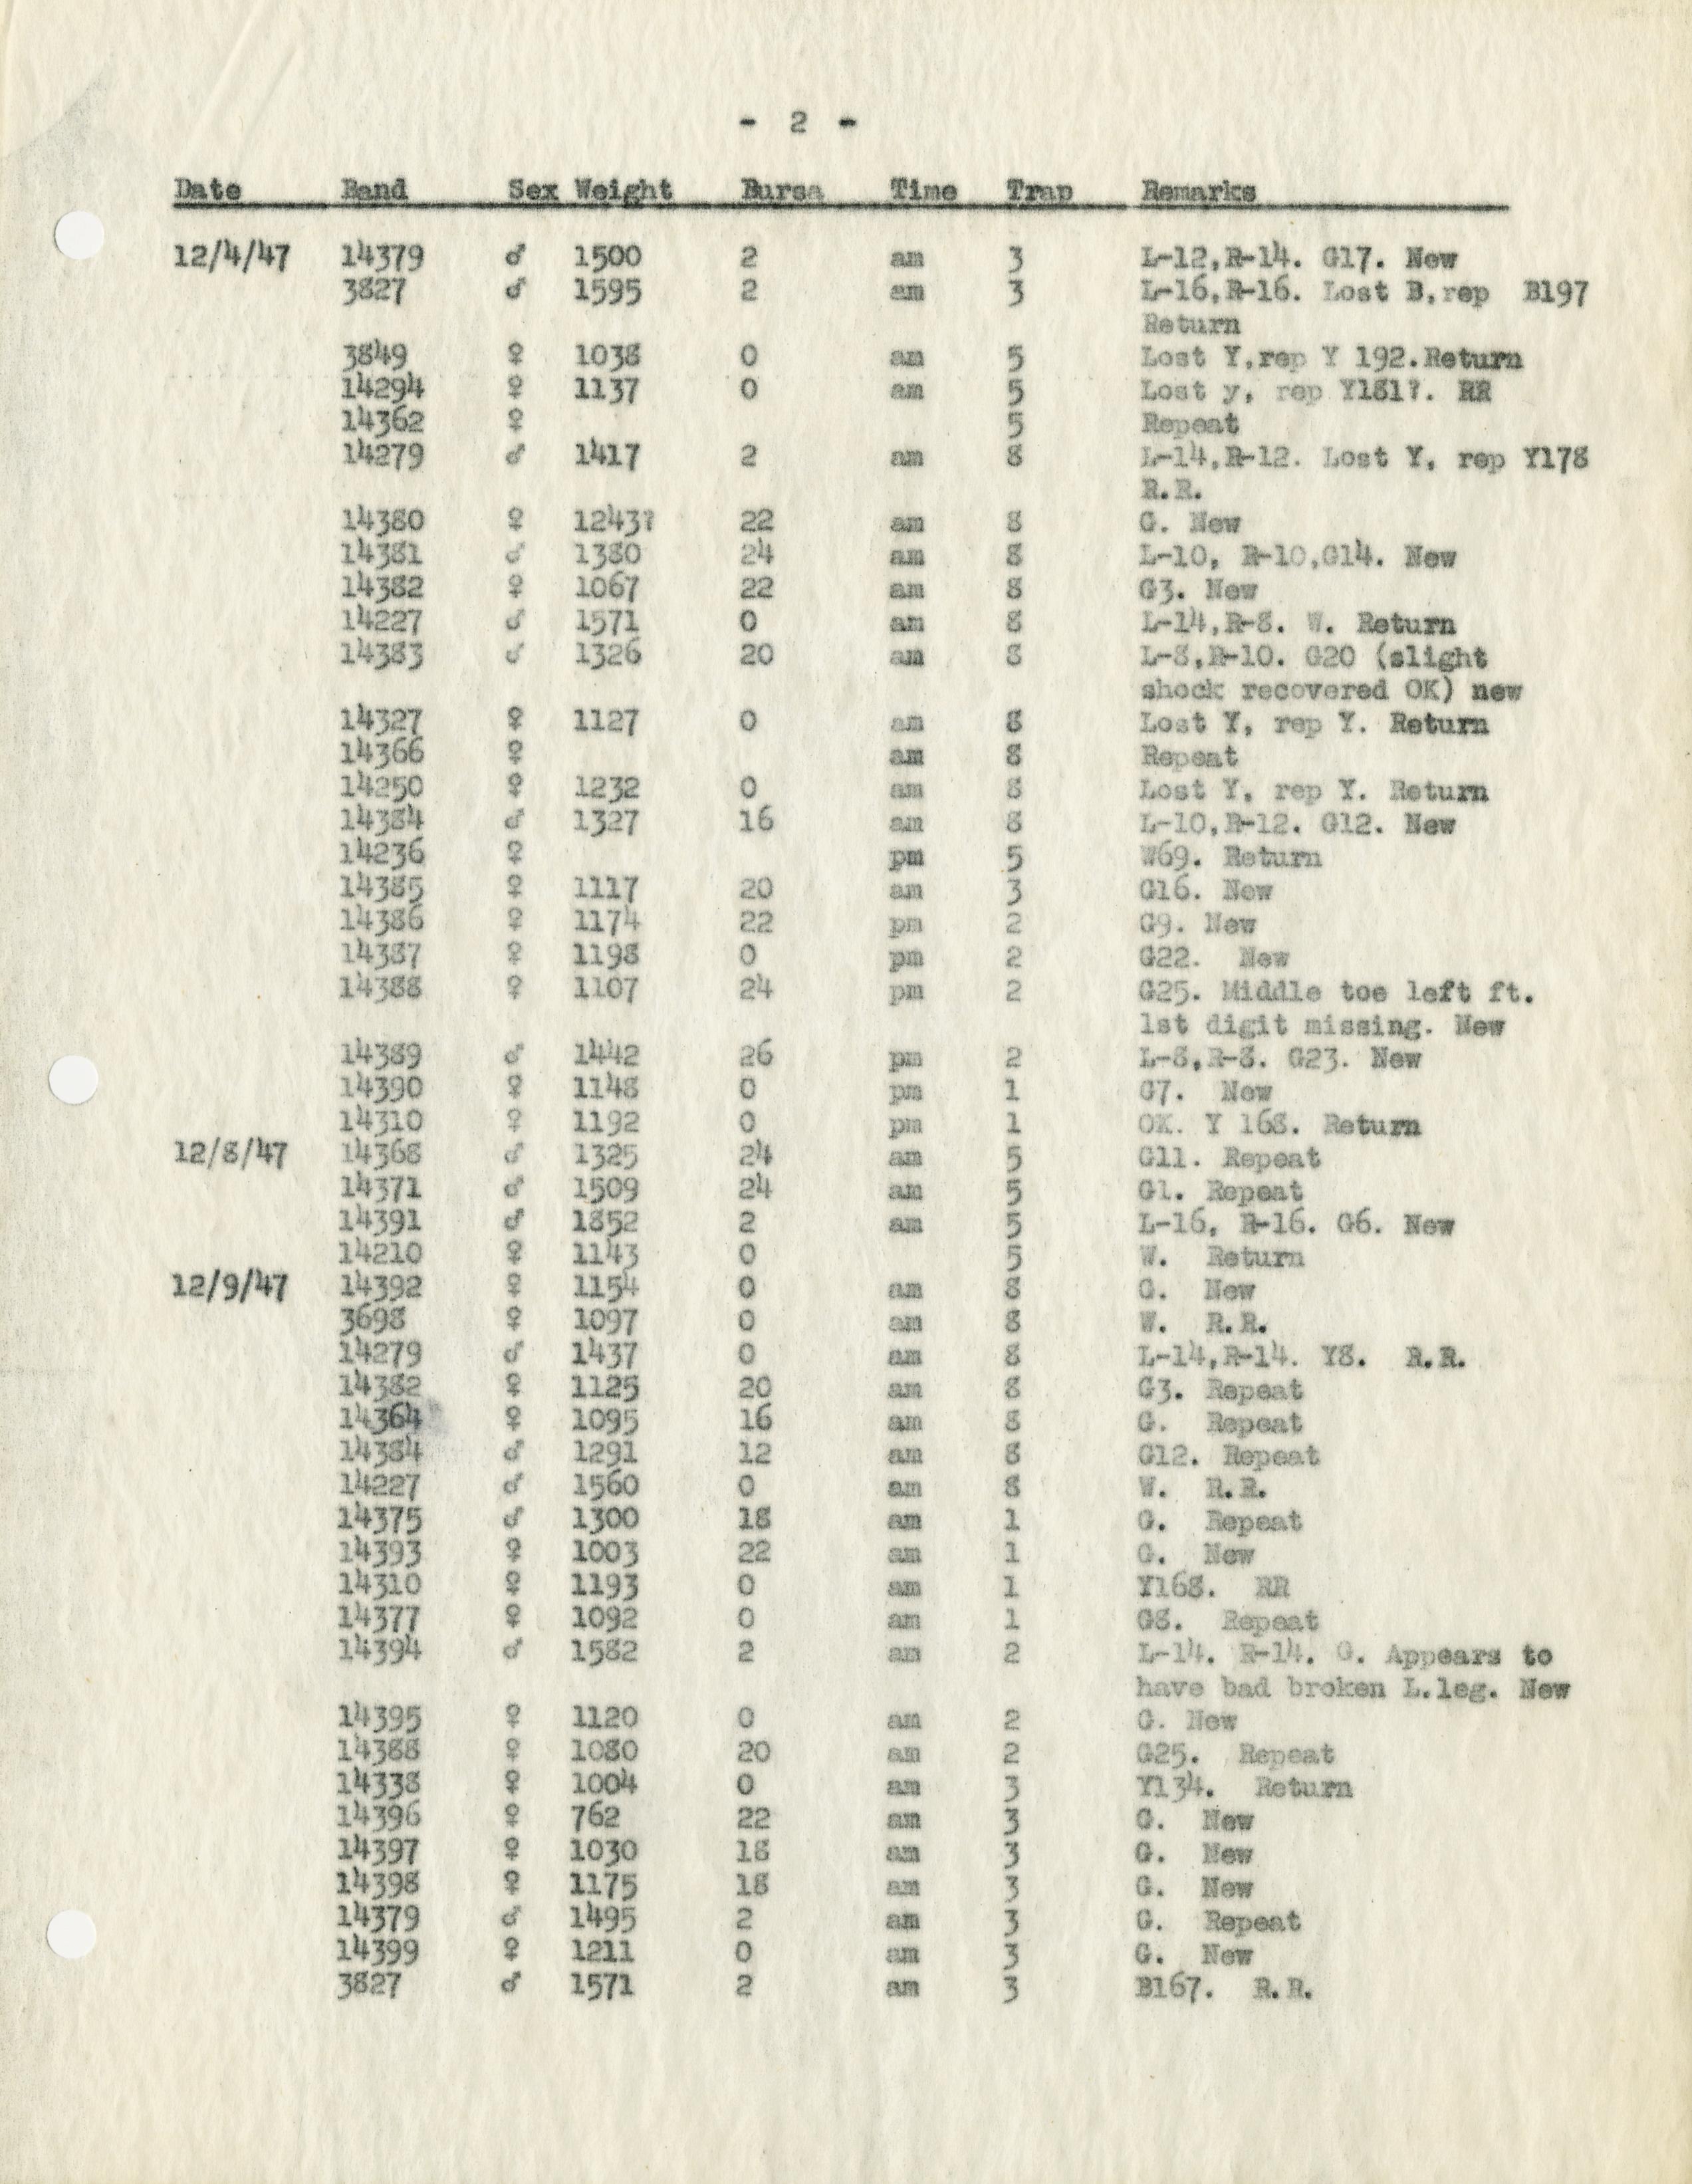 - 2 -
Date Band Sex Weight Bursa Time Trap Remarks
12/4/47 14379 ♂ 1500 2 am 3 L-12,R-14. G17. New
3827 ♂ 1595 2 am 3 L-16,R-16. Lost B,rep B197
Return
3849 ♀ 1038 0 am 5 Lost Y,rep Y 192.Return
14294 ♀ 1137 0 am 5 Lost y, rep Y181?. RR
14362 ♀ 5 Repeat
14279 ♂ 1417 2 am 8 L-14,R-12. Lost Y, rep Y178
R.R.
14380 ♀ 1243? 22 am 8 G. New
14381 ♂ 1380 24 am 8 L-10, R-10,G14. New
14382 ♀ 1067 22 am 8 G3. New
14227 ♂ 1571 0 am 8 L-14,R-8. W. Return
14383 ♂ 1326 20 am 8 L-8,R-10. G20 (slight
shock recovered OK) new
14327 ♀ 1127 0 am 8 Lost Y, rep Y. Return
14366 ♀ am 8 Repeat
14250 ♀ 1232 0 am 8 Lost Y, rep Y. Return
14384 ♂ 1327 16 am 8 L-10,R-12. G12. New
14236 ♀ pm 5 W69. Return
14385 ♀ 1117 20 am 3 G16. New
14386 ♀ 1174 22 pm 2 G9. New
14387 ♀ 1198 0 pm 2 G22. New
14388 ♀ 1107 24 pm 2 G25. Middle toe left ft.
1st digit missing. New
14389 ♂ 1442 26 pm 2 L-8,R-8. G23. New
14390 ♀ 1148 0 pm 1 G7. New
14310 ♀ 1192 0 pm 1 OK. Y 168. Return
12/8/47 14368 ♂ 1325 24 am 5 G11. Repeat
14371 ♂ 1509 24 am 5 G1. Repeat
14391 ♂ 1852 2 am 5 L-16, R-16. G6. New
14210 ♀ 1143 0 5 W. Return
12/9/47 14392 ♀ 1154 0 am 8 G. New
3698 ♀ 1097 0 am 8 W. R.R.
14279 ♂ 1437 0 am 8 L-14,R-14. Y8. R.R.
14382 ♀ 1125 20 am 8 G3. Repeat
14364 ♀ 1095 16 am 8 G. Repeat
14384 ♂ 1291 12 am 8 G12. Repeat
14227 ♂ 1560 0 am 8 W. R.R.
14375 ♂ 1300 18 am 1 G. Repeat
14393 ♀ 1003 22 am 1 G. New
14310 ♀ 1193 0 am 1 Y168. RR
14377 ♀ 1092 0 am 1 G8. Repeat
14394 ♂ 1582 2 am 2 L-14. R-14. G. Appears to
have bad broken L.leg. New
14395 ♀ 1120 0 am 2 G. New
14388 ♀ 1080 20 am 2 G25. Repeat
14338 ♀ 1004 0 am 3 Y134. Return
14396 ♀ 762 22 am 3 G. New
14397 ♀ 1030 18 am 3 G. New
14398 ♀ 1175 18 am 3 G. New
14379 ♂ 1495 2 am 3 G. Repeat
14399 ♀ 1211 0 am 3 G. New
3827 ♂ 1571 2 am 3 B167. R.R.